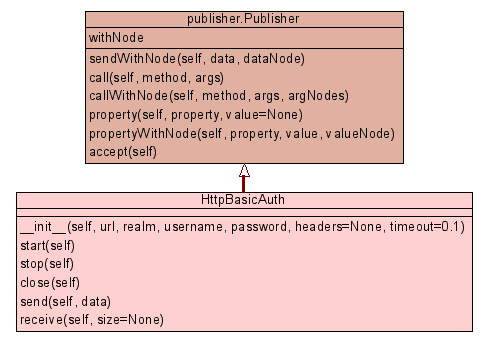 publisher.Publisher
withNode
sendWithNode(self, data, dataNode)
call(self, method, args)
callWithNode(self, method, args, argNodes)
property(self, property, value=None)
propertyWithNode(self, property, value, valueNode)
accept(self)
HttpBasicAuth
__init__(self, url, realm, username, password, headers=None, timeout=0.1)
start(self)
stop(self)
close(self)
send(self, data)
receive(self, size=None)